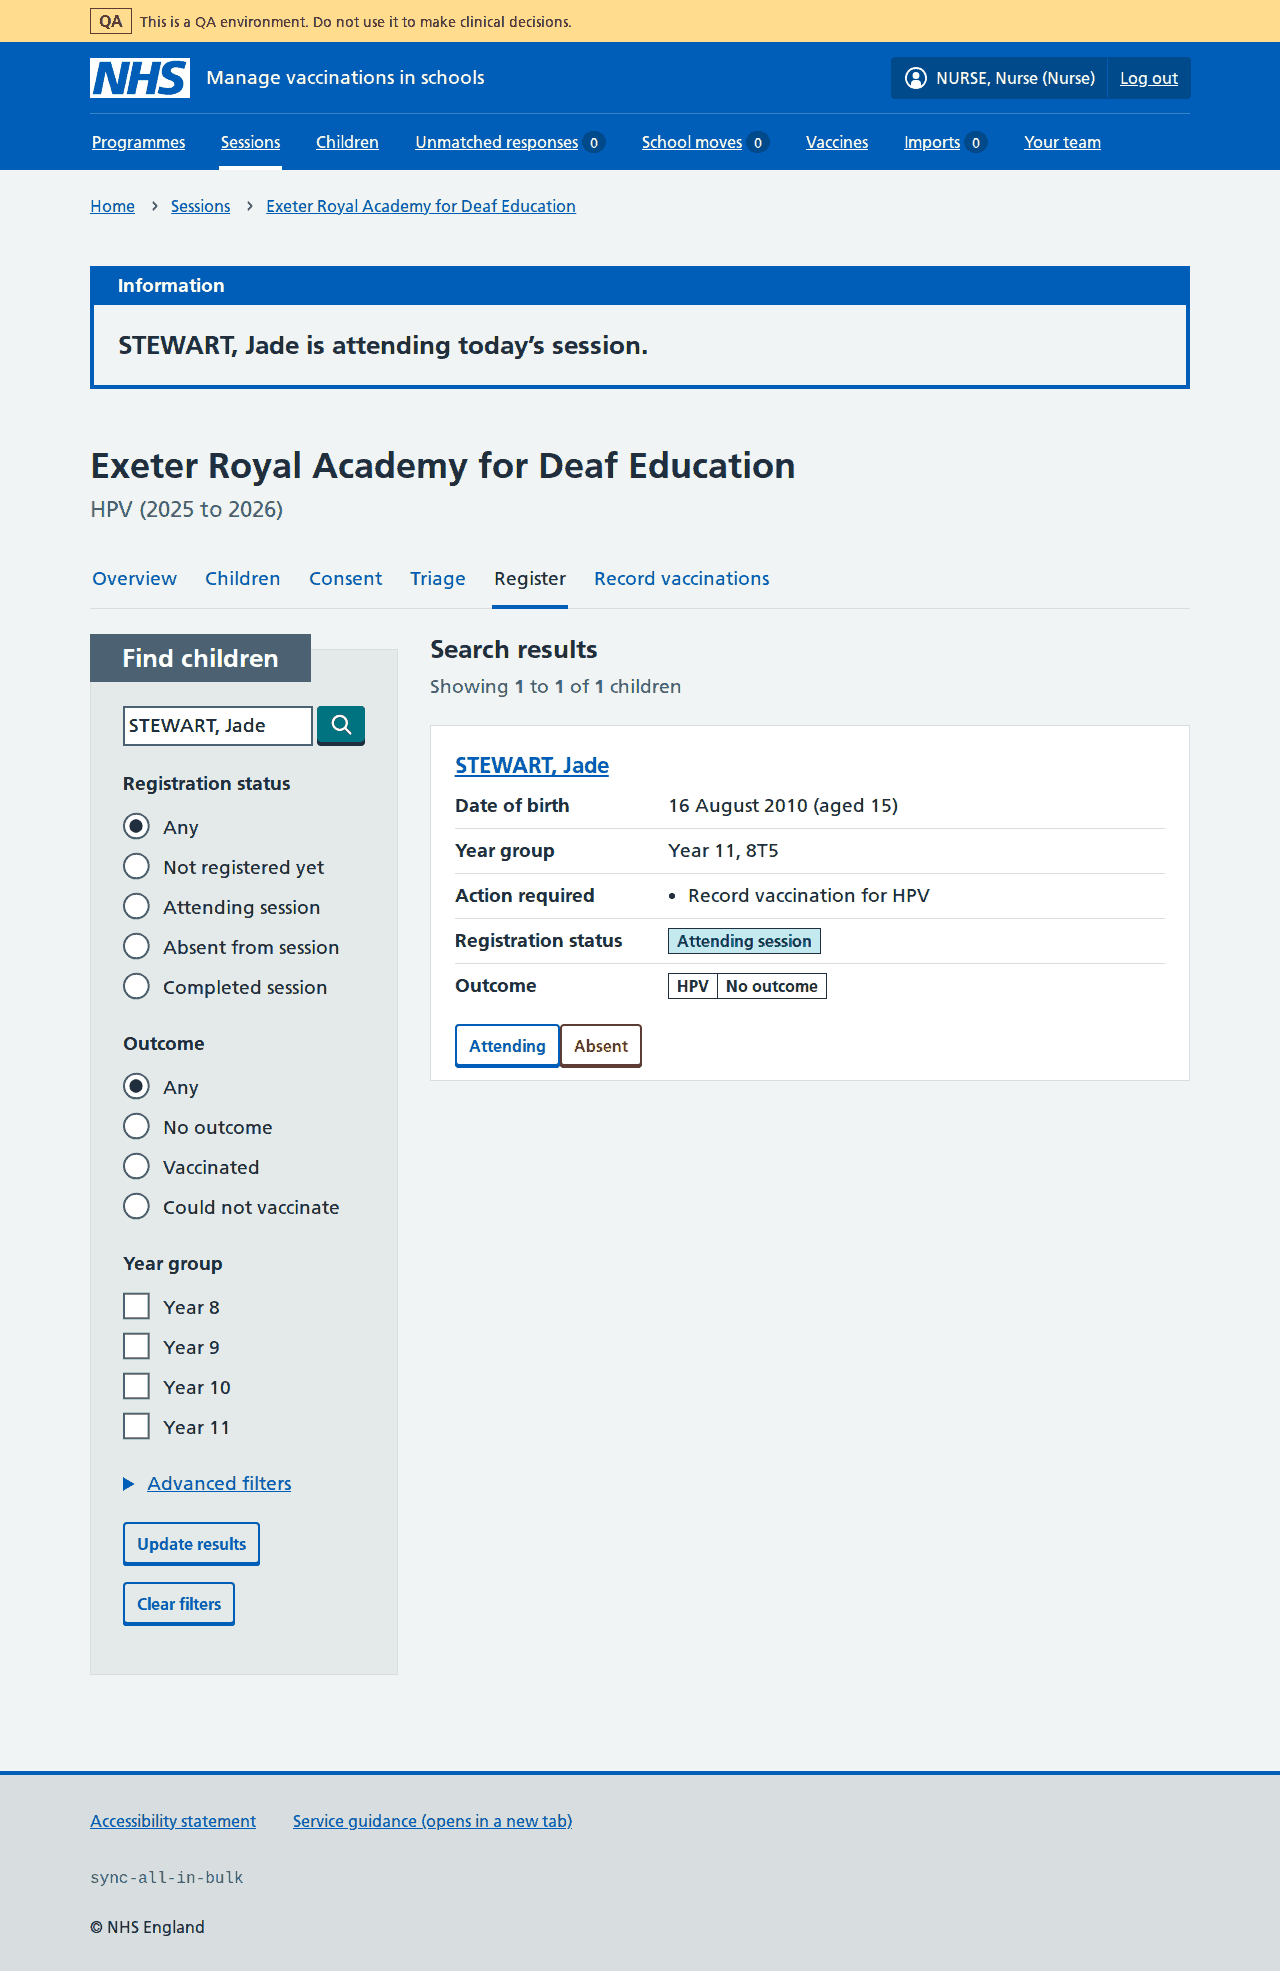 QA This is a QA environment. Do not use it to make clinical decisions.
NHS Manage vaccinations in schools NURSE, Nurse (Nurse) Log out
Programmes Sessions Children Unmatched responses 0 School moves 0 Vaccines Imports 0 Your team
Home Sessions Exeter Royal Academy for Deaf Education
Information
STEWART, Jade is attending today’s session.
Exeter Royal Academy for Deaf Education
HPV (2025 to 2026)
Overview Children Consent Triage Register Record vaccinations
Find children
STEWART, Jade
Registration status
Any
Not registered yet
Attending session
Absent from session
Completed session
Outcome
Any
No outcome
Vaccinated
Could not vaccinate
Year group
Year 8
Year 9
Year 10
Year 11
Advanced filters
Update results
Clear filters
Search results
Showing 1 to 1 of 1 children
STEWART, Jade
Date of birth 16 August 2010 (aged 15)
Year group Year 11, 8T5
Action required • Record vaccination for HPV
Registration status Attending session
Outcome HPV No outcome
Attending Absent
Accessibility statement Service guidance (opens in a new tab)
sync-all-in-bulk
© NHS England